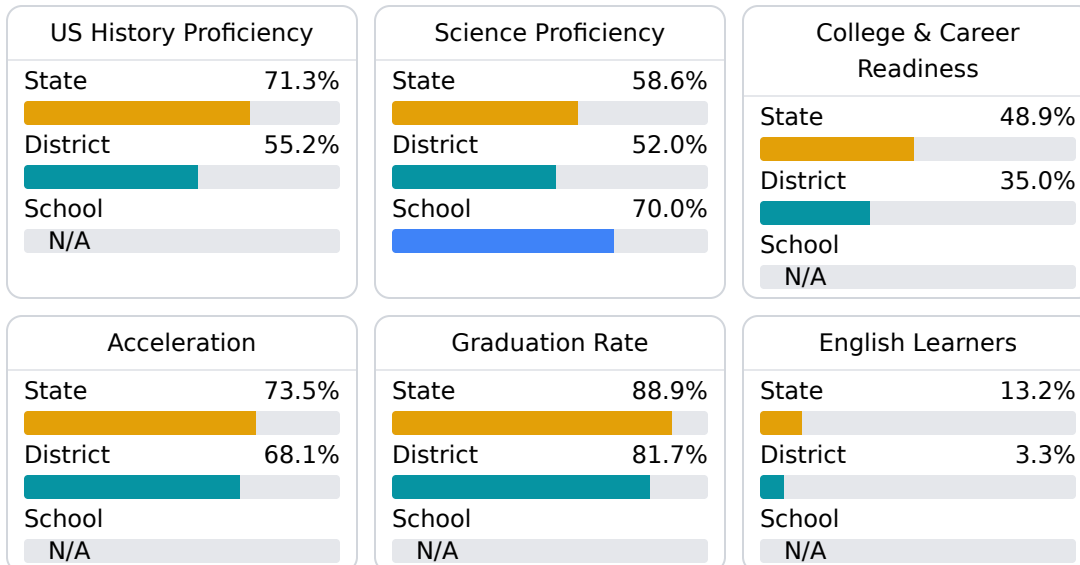 US History Proficiency
State 71.3%
District 55.2%
School
N/A
Science Proficiency
State 58.6%
District 52.0%
School 70.0%
College & Career
Readiness
State 48.9%
District 35.0%
School
N/A
Acceleration
State 73.5%
District 68.1%
School
N/A
Graduation Rate
State 88.9%
District 81.7%
School
N/A
English Learners
State 13.2%
District 3.3%
School
N/A